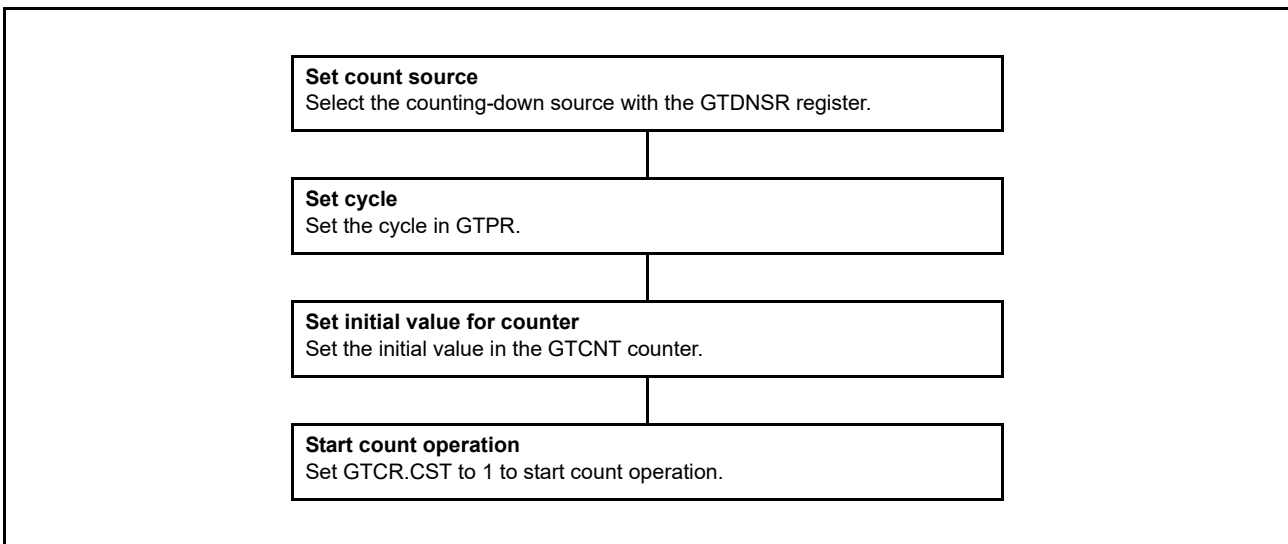 Set count source
Select the counting-down source with the GTDNSR register.
Set cycle
Set the cycle in GTPR.
Set initial value for counter
Set the initial value in the GTCNT counter.
Start count operation
Set GTCR.CST to 1 to start count operation.